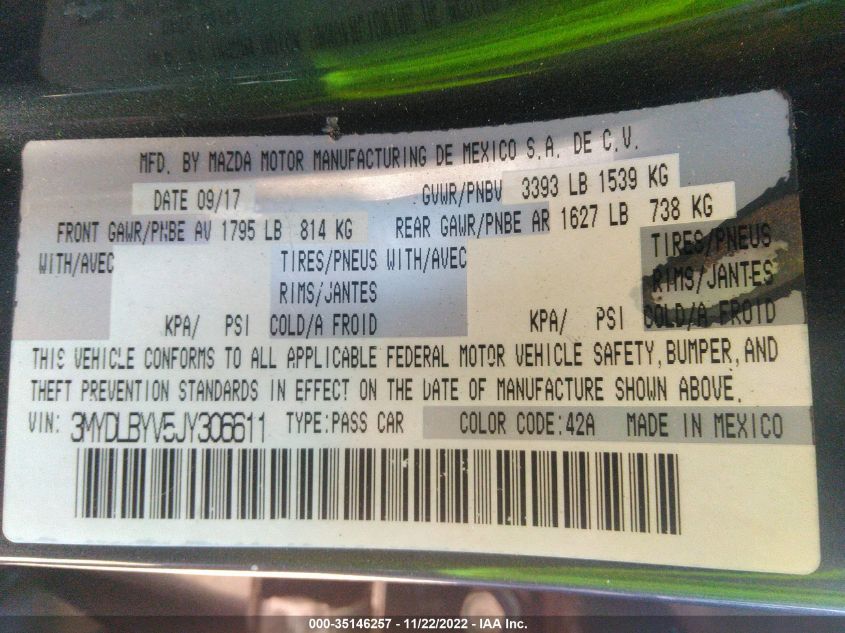 MFD. BY MAZDA MOTOR MANUFACTURING DE MEXICO S.A. DE C.V.
DATE 09/17 GVWR/PNBV 3393 LB 1539 KG
FRONT GAWR/PNBE AV 1795 LB 814 KG REAR GAWR/PNBE AR 1627 LB 738 KG
WITH/AVEC TIRES/PNEUS WITH/AVEC TIRES/PNEUS
RIMS/JANTES RIMS/JANTES
KPA/ PSI COLD/A FROID KPA/ PSI COLD/A FROID
THIS VEHICLE CONFORMS TO ALL APPLICABLE FEDERAL MOTOR VEHICLE SAFETY, BUMPER, AND
THEFT PREVENTION STANDARDS IN EFFECT ON THE DATE OF MANUFACTURE SHOWN ABOVE.
VIN: 3MYDLBYV5JY306611 TYPE:PASS CAR COLOR CODE:42A MADE IN MEXICO
000-35146257 - 11/22/2022 - IAA Inc.